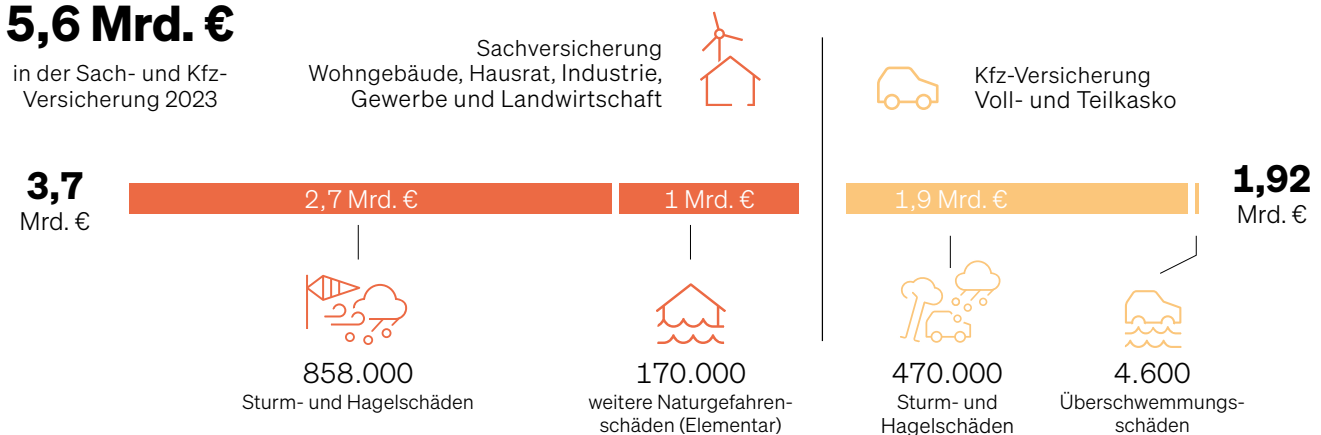 5,6 Mrd. €
in der Sach- und Kfz-
Versicherung 2023
Sachversicherung
Wohngebäude, Hausrat, Industrie,
Gewerbe und Landwirtschaft
Kfz-Versicherung
Voll- und Teilkasko
3,7
Mrd. €
2,7 Mrd. €
1 Mrd. €
1,9 Mrd. €
1,92
Mrd. €
858.000
Sturm- und Hagelschäden
170.000
weitere Naturgefahren-
schäden (Elementar)
470.000
Sturm- und
Hagelschäden
4.600
Überschwemmungs-
schäden